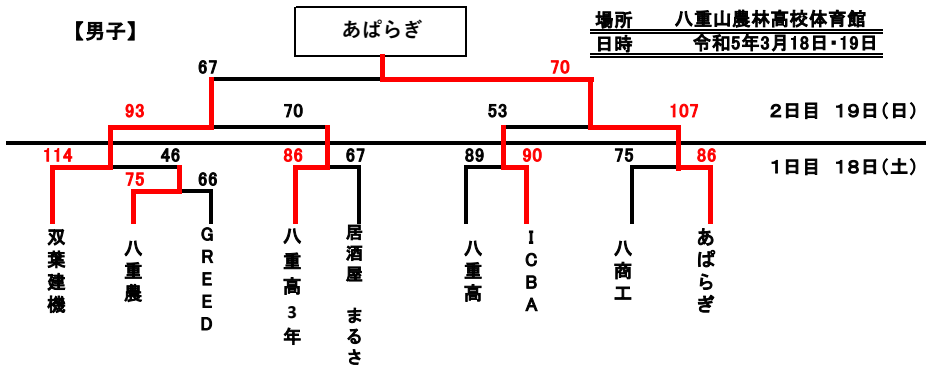 【男子】
あぱらぎ
場所 八重山農林高校体育館
日時 令和5年3月18日・19日
67 70
93 70 53 107
2日目 19日(日)
114 46 86 67 89 90 75 86
1日目 18日(土)
75 66
双葉建機
八重農
GREED
八重高3年
居酒屋 まるさ
八重高
ICBA
八商工
あぱらぎ